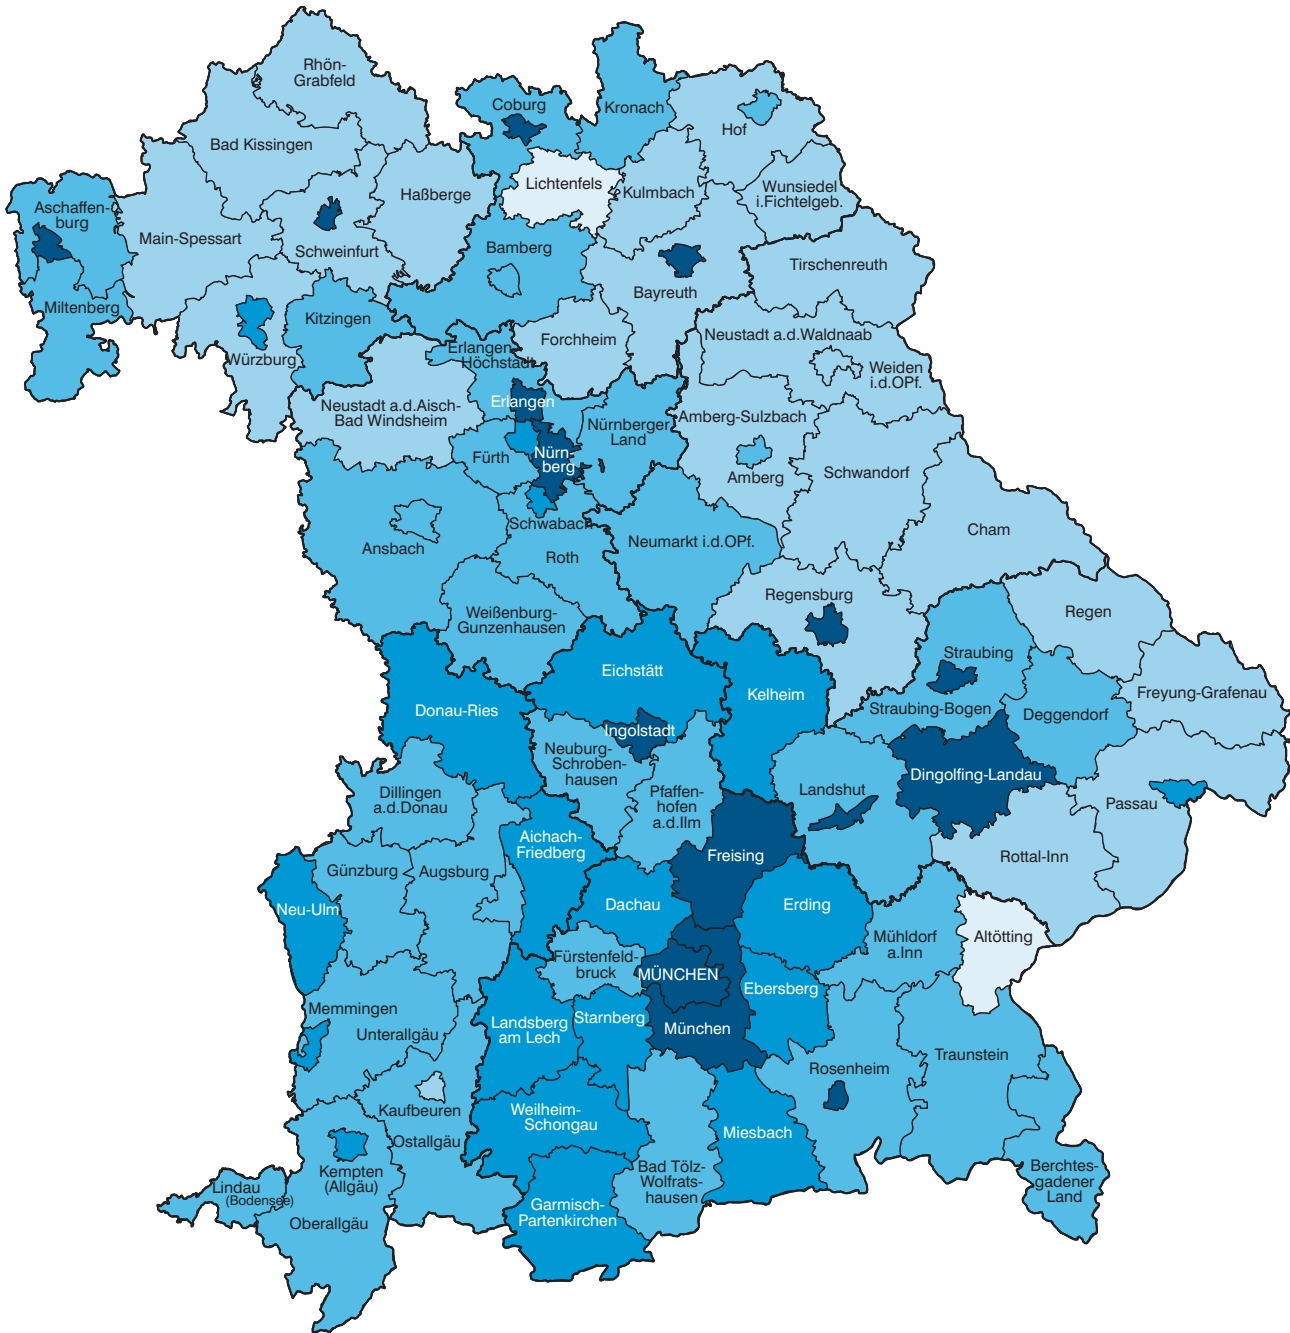 Rhön-
Grabfeld
Coburg
Kronach
Hof
Bad Kissingen
Lichtenfels
Kulmbach
Wunsiedel
i.Fichtelgeb.
Haßberge
Aschaffen-
burg
Main-Spessart
Schweinfurt
Bamberg
Bayreuth
Tirschenreuth
Miltenberg
Kitzingen
Würzburg
Erlangen-
Höchstadt
Forchheim
Neustadt a.d.Waldnaab
Weiden
i.d.OPf.
Neustadt a.d.Aisch-
Bad Windsheim
Erlangen
Nürnberger
Land
Amberg-Sulzbach
Fürth
Nürn-
berg
Amberg
Schwandorf
Cham
Ansbach
Schwabach
Roth
Neumarkt i.d.OPf.
Weißenburg-
Gunzenhausen
Regensburg
Regen
Eichstätt
Kelheim
Straubing
Freyung-Grafenau
Donau-Ries
Ingolstadt
Straubing-Bogen
Deggendorf
Neuburg-
Schroben-
hausen
Dingolfing-Landau
Dillingen
a.d.Donau
Pfaffen-
hofen
a.d.Ilm
Landshut
Passau
Aichach-
Friedberg
Freising
Rottal-Inn
Günzburg
Augsburg
Neu-Ulm
Dachau
Erding
Mühldorf
a.Inn
Altötting
Fürstenfeld-
bruck
MÜNCHEN
Ebersberg
Memmingen
Unterallgäu
Landsberg
am Lech
Starnberg
München
Rosenheim
Traunstein
Kaufbeuren
Ostallgäu
Weilheim-
Schongau
Miesbach
Kempten
(Allgäu)
Bad Tölz-
Wolfrats-
hausen
Berchtes-
gadener
Land
Lindau
(Bodensee)
Oberallgäu
Garmisch-
Partenkirchen